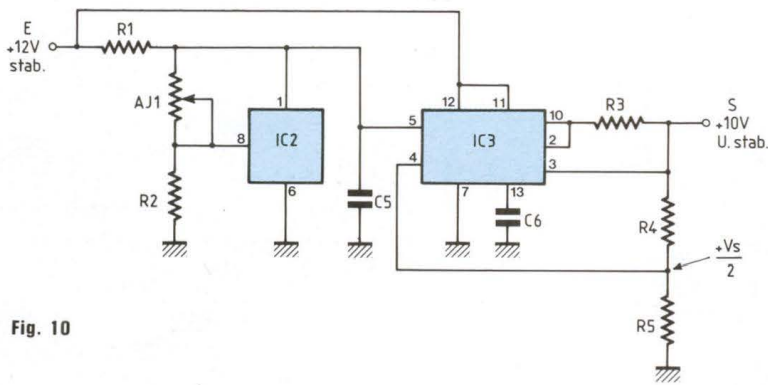 E
+12V
stab.
R1
AJ1
R2
1
8
IC2
6
C5
12
11
5
4
IC3
10
2
3
7
13
C6
R3
S
+10V
U. stab.
R4
+Vs
2
R5
Fig. 10